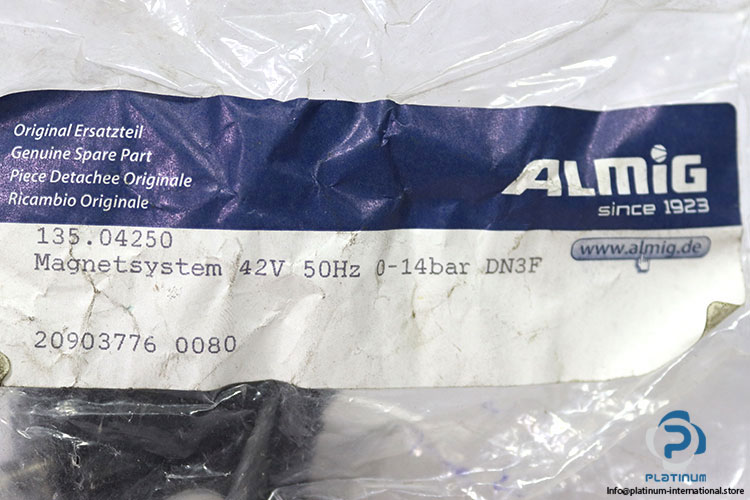 Original Ersatzteil
Genuine Spare Part
Piece Detachee Originale
Ricambio Originale
ALMiG
since 1923
135.04250
www.almig.de
Magnetsystem 42V 50Hz 0-14bar DN3F
20903776 0080
PLATINUM
Info@platinum-international.store